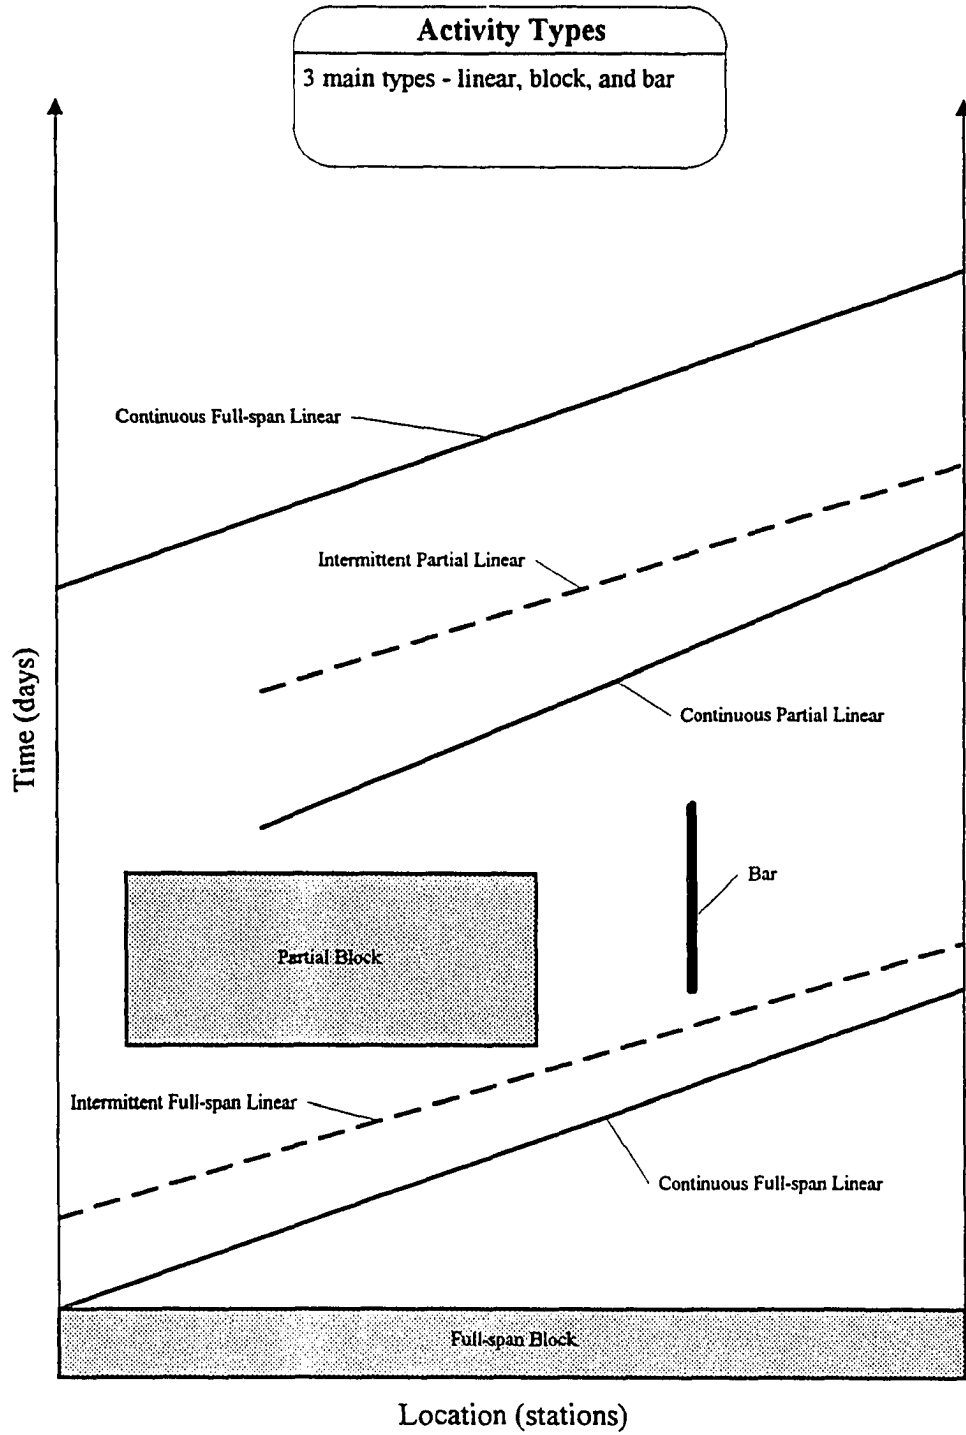 Activity Types
3 main types - linear, block, and bar
Continuous Full-span Linear
Intermittent Partial Linear
Continuous Partial Linear
Time (days)
Bar
Partial Block
Intermittent Full-span Linear
Continuous Full-span Linear
Full-span Block
Location (stations)